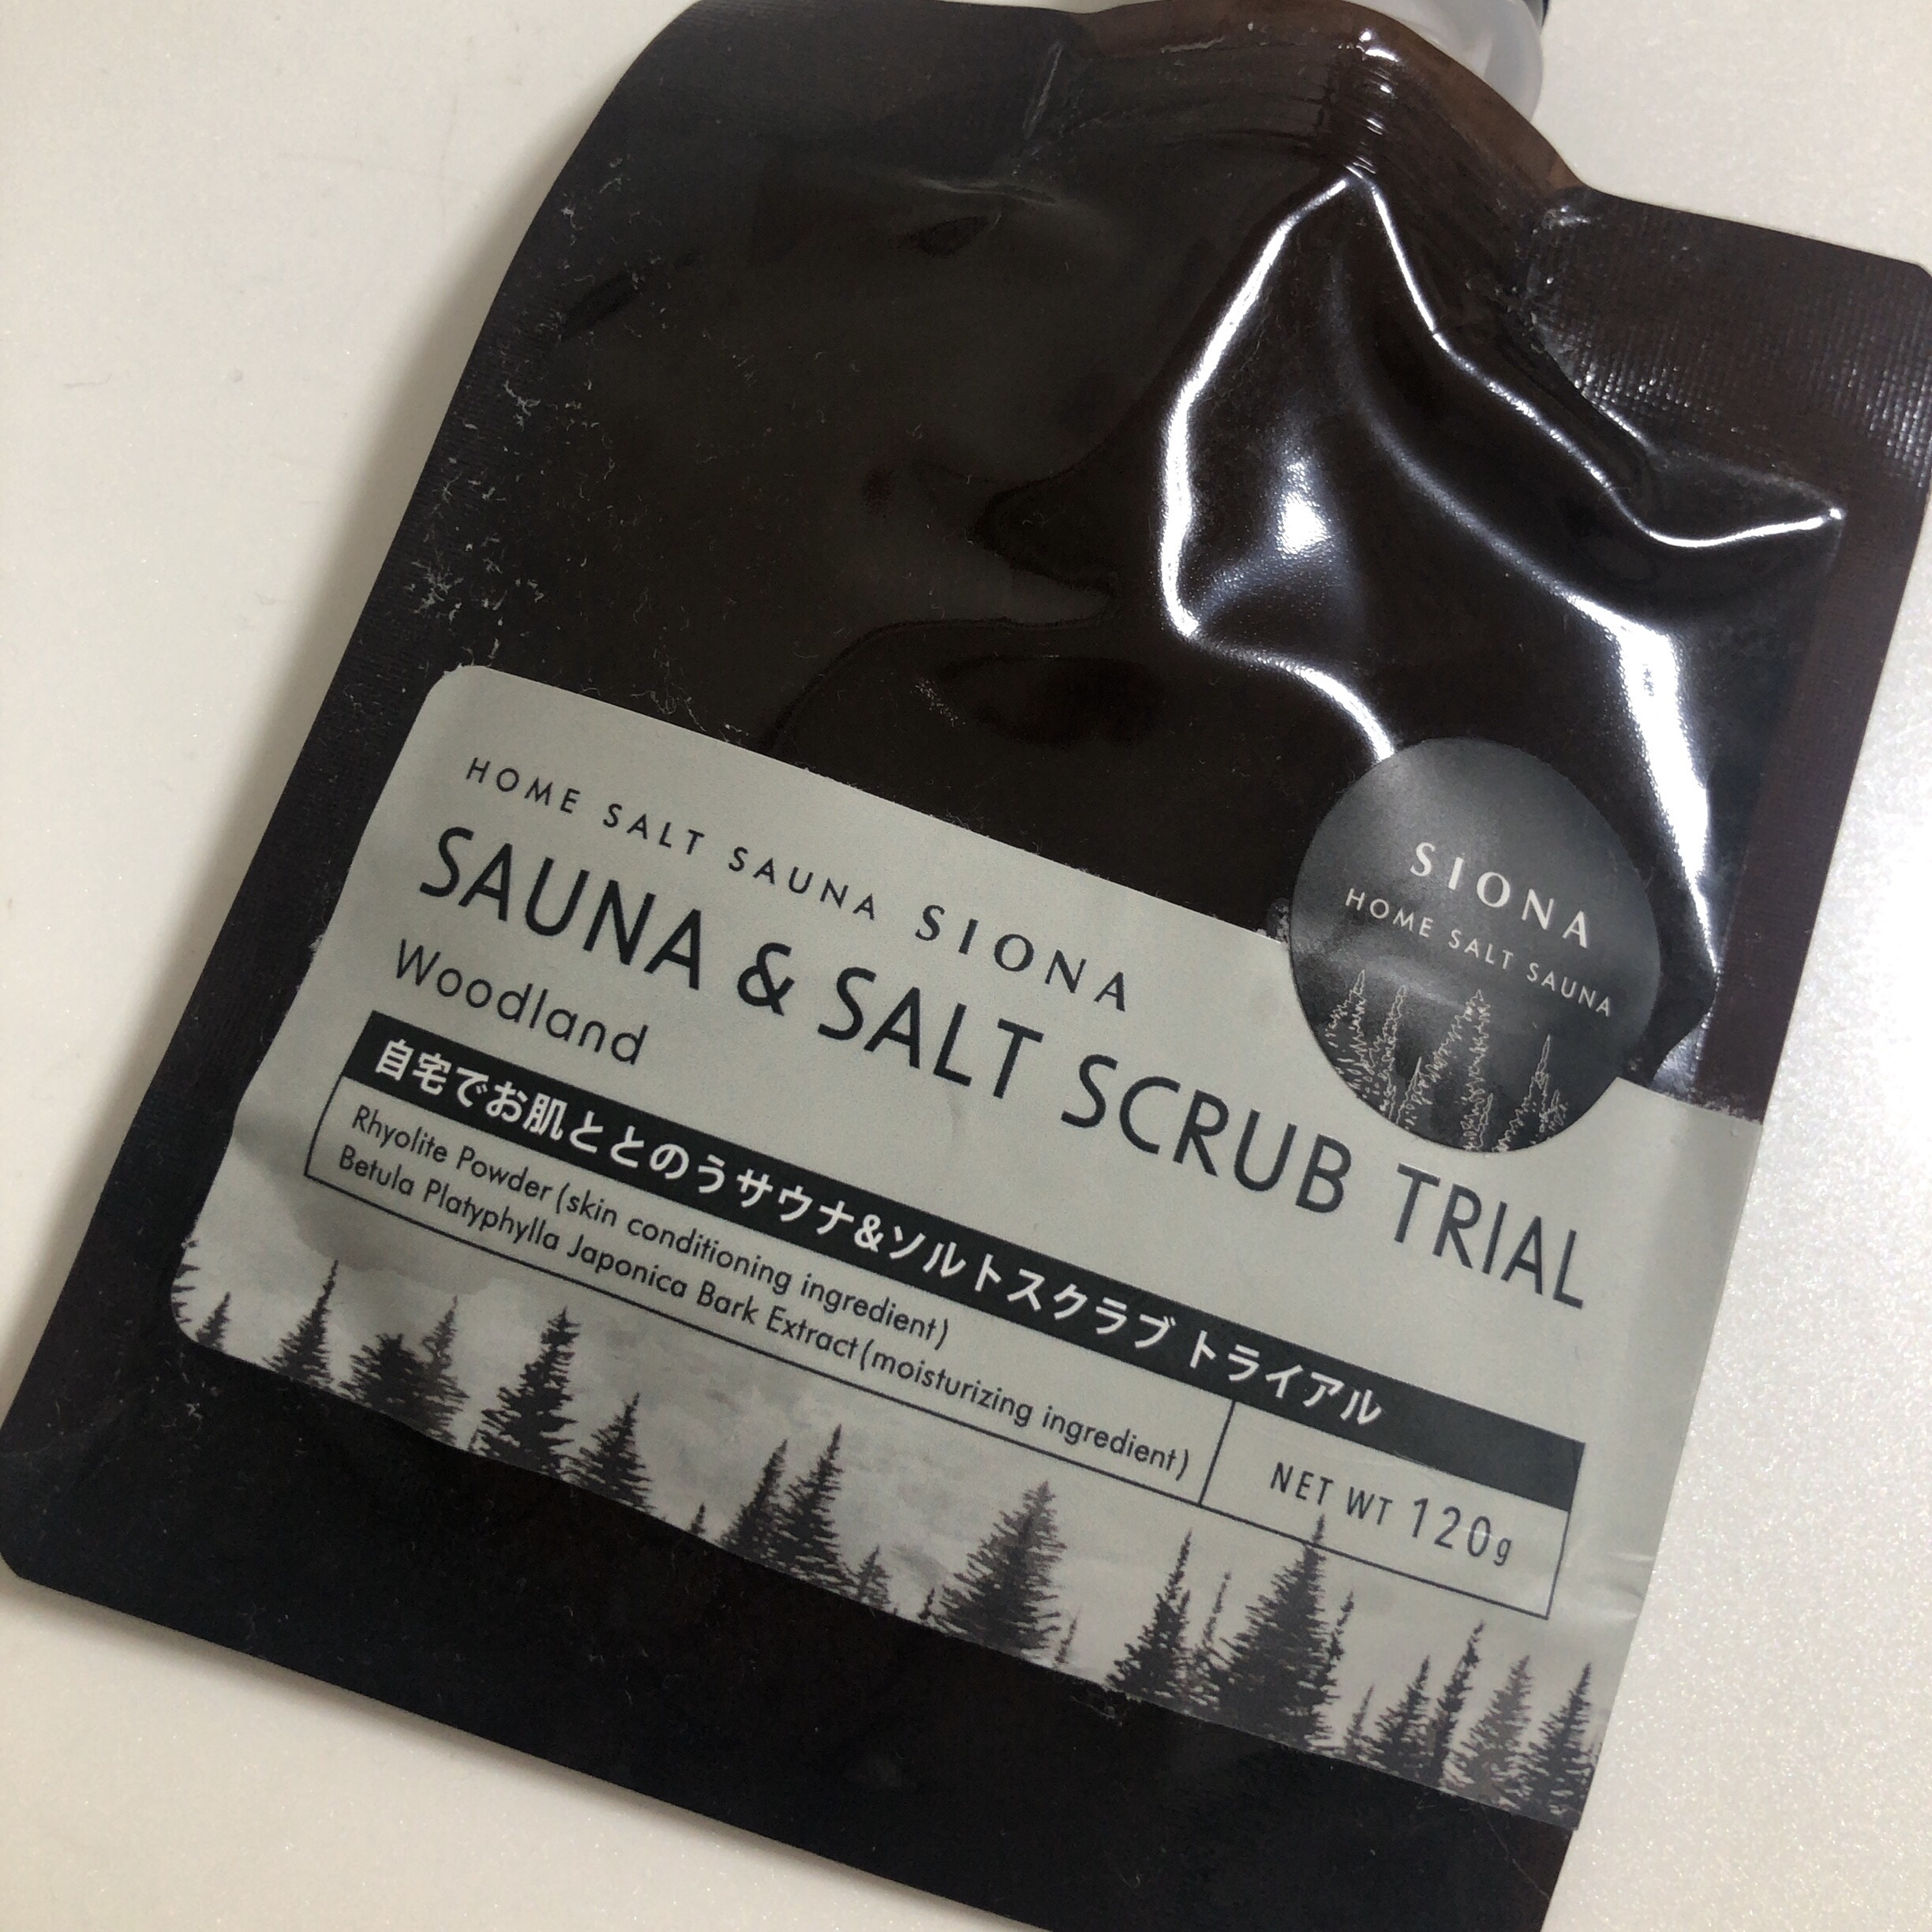 HOME SALT SAUNA SIONA
SAUNA & SALT SCRUB TRIAL
Woodland
自宅でお肌ととのうサウナ&ソルトスクラブ トライアル
Rhyolite Powder(skin conditioning ingredient)
Betula Platyphylla Japonica Bark Extract(moisturizing ingredient)
NET WT 120g
SIONA
HOME SALT SAUNA